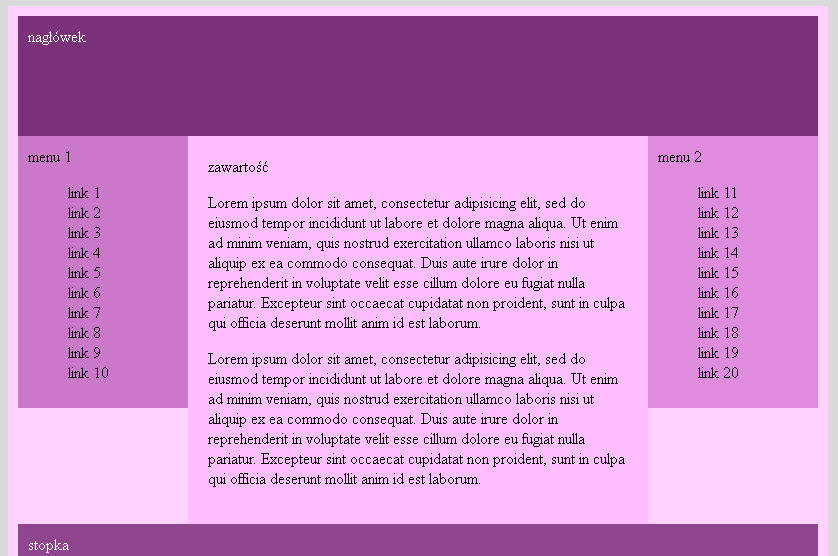 nagłówek
menu 1
link 1
link 2
link 3
link 4
link 5
link 6
link 7
link 8
link 9
link 10
zawartość
Lorem ipsum dolor sit amet, consectetur adipisicing elit, sed do
eiusmod tempor incididunt ut labore et dolore magna aliqua. Ut enim
ad minim veniam, quis nostrud exercitation ullamco laboris nisi ut
aliquip ex ea commodo consequat. Duis aute irure dolor in
reprehenderit in voluptate velit esse cillum dolore eu fugiat nulla
pariatur. Excepteur sint occaecat cupidatat non proident, sunt in culpa
qui officia deserunt mollit anim id est laborum.
Lorem ipsum dolor sit amet, consectetur adipisicing elit, sed do
eiusmod tempor incididunt ut labore et dolore magna aliqua. Ut enim
ad minim veniam, quis nostrud exercitation ullamco laboris nisi ut
aliquip ex ea commodo consequat. Duis aute irure dolor in
reprehenderit in voluptate velit esse cillum dolore eu fugiat nulla
pariatur. Excepteur sint occaecat cupidatat non proident, sunt in culpa
qui officia deserunt mollit anim id est laborum.
menu 2
link 11
link 12
link 13
link 14
link 15
link 16
link 17
link 18
link 19
link 20
stopka